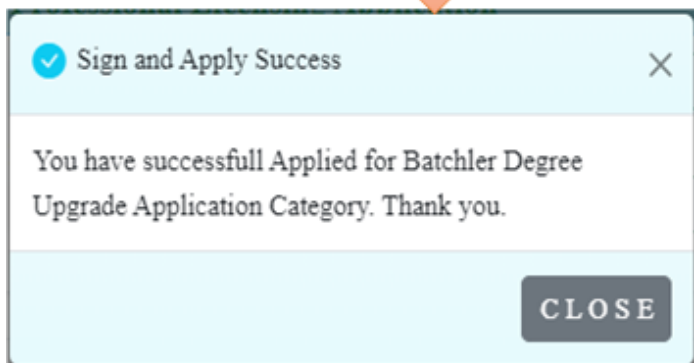 Sign and Apply Success
You have successfull Applied for Batchler Degree
Upgrade Application Category. Thank you.
CLOSE